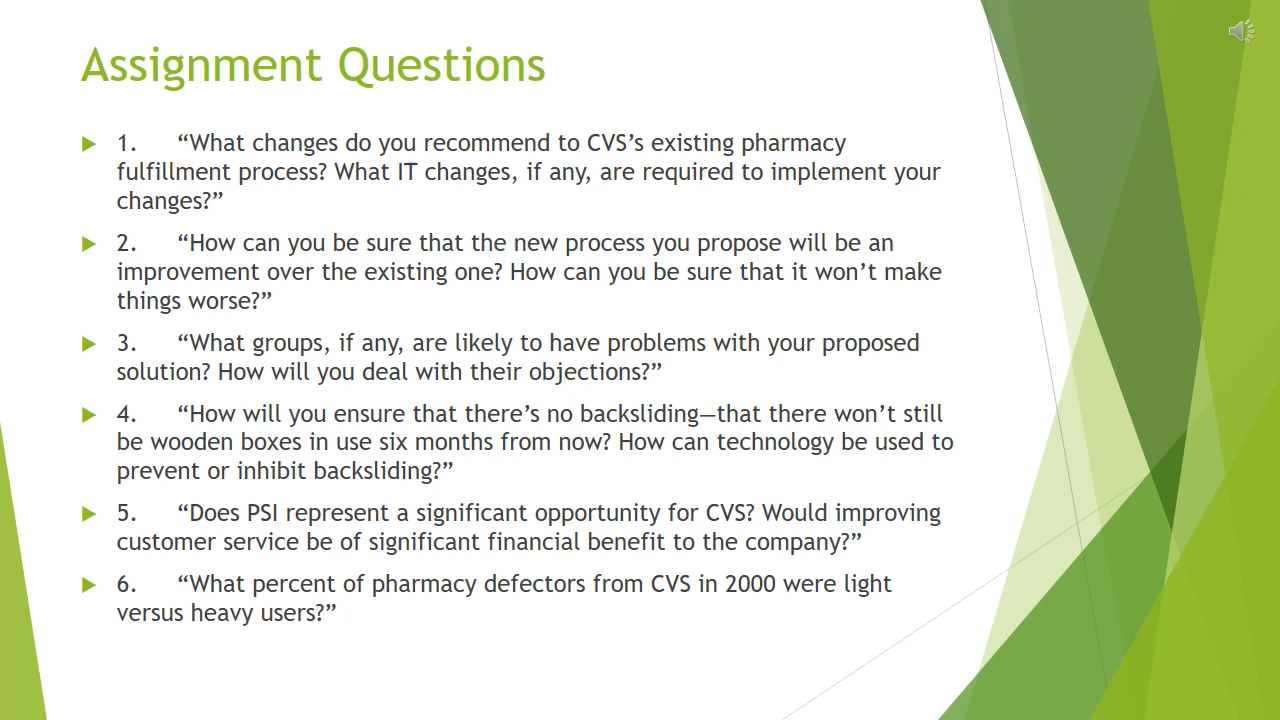 Assignment Questions
1. “What changes do you recommend to CVS’s existing pharmacy
fulfillment process? What IT changes, if any, are required to implement your
changes?”
2. “How can you be sure that the new process you propose will be an
improvement over the existing one? How can you be sure that it won’t make
things worse?”
3. “What groups, if any, are likely to have problems with your proposed
solution? How will you deal with their objections?”
4. “How will you ensure that there’s no backsliding—that there won’t still
be wooden boxes in use six months from now? How can technology be used to
prevent or inhibit backsliding?”
5. “Does PSI represent a significant opportunity for CVS? Would improving
customer service be of significant financial benefit to the company?”
6. “What percent of pharmacy defectors from CVS in 2000 were light
versus heavy users?”